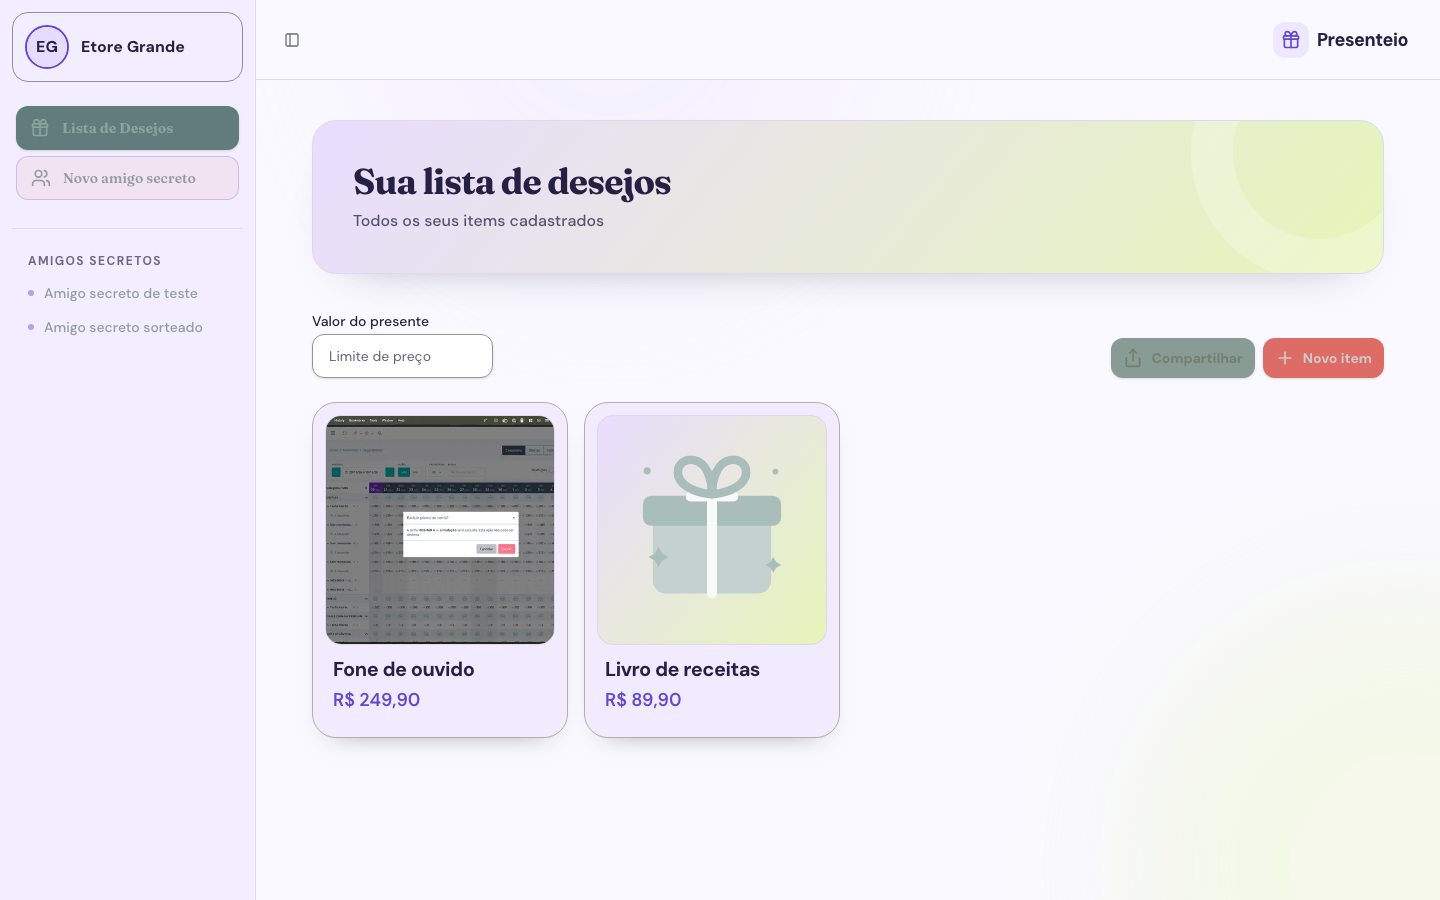 EG
Etore Grande
Lista de Desejos
Novo amigo secreto
AMIGOS SECRETOS
Amigo secreto de teste
Amigo secreto sorteado
Presenteio
Sua lista de desejos
Todos os seus items cadastrados
Valor do presente
Limite de preço
Compartilhar
Novo item
Fone de ouvido
R$ 249,90
Livro de receitas
R$ 89,90